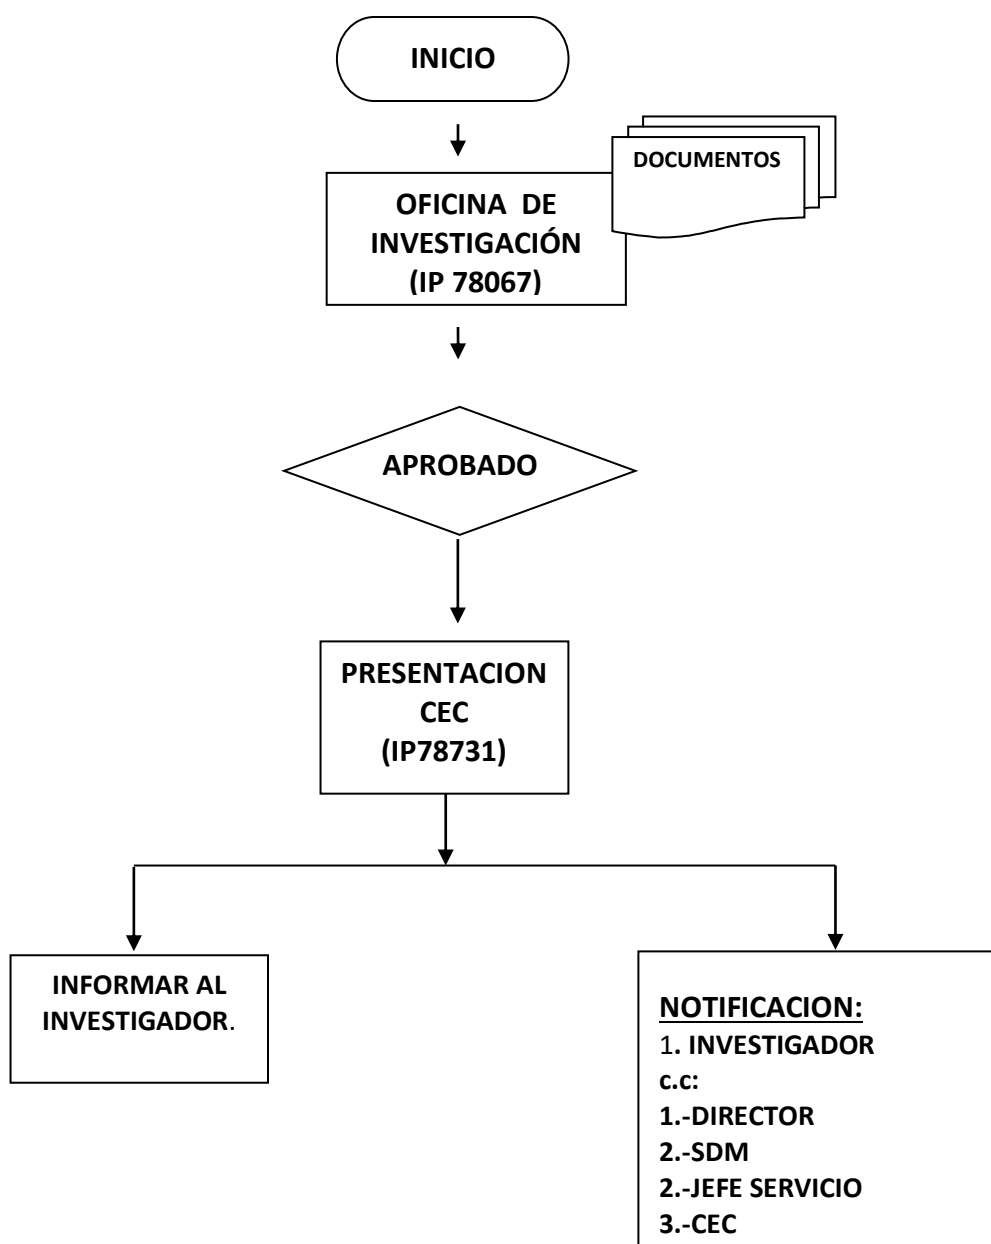 INICIO
DOCUMENTOS
OFICINA DE
INVESTIGACIÓN
(IP 78067)
APROBADO
PRESENTACION
CEC
(IP78731)
INFORMAR AL
INVESTIGADOR.
NOTIFICACION:
1. INVESTIGADOR
c.c:
1.-DIRECTOR
2.-SDM
2.-JEFE SERVICIO
3.-CEC